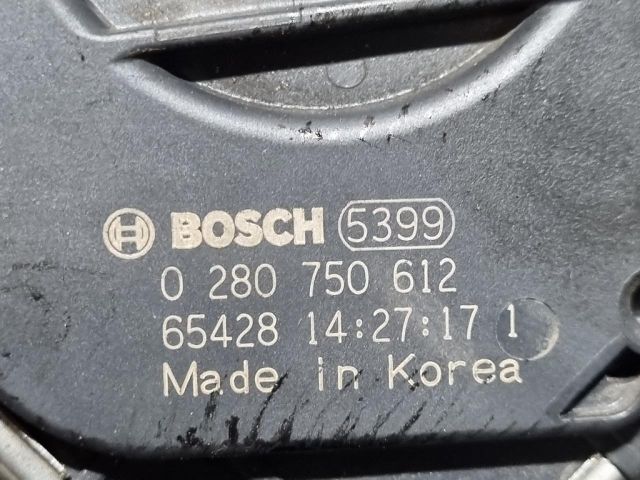 BOSCH 5399
0 280 750 612
65428 14:27:17 1
Made in Korea